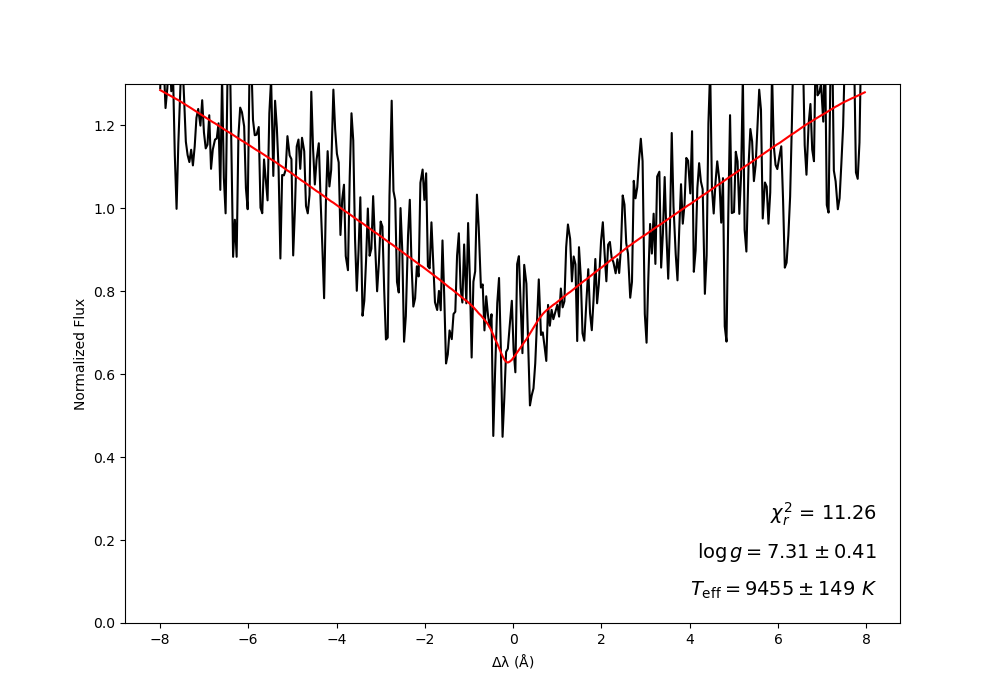 Normalized Flux
1.2
1.0
0.8
0.6
0.4
0.2
0.0
χ²ᵣ = 11.26
log g = 7.31 ± 0.41
T_eff = 9455 ± 149 K
−8 −6 −4 −2 0 2 4 6 8
Δλ (Å)